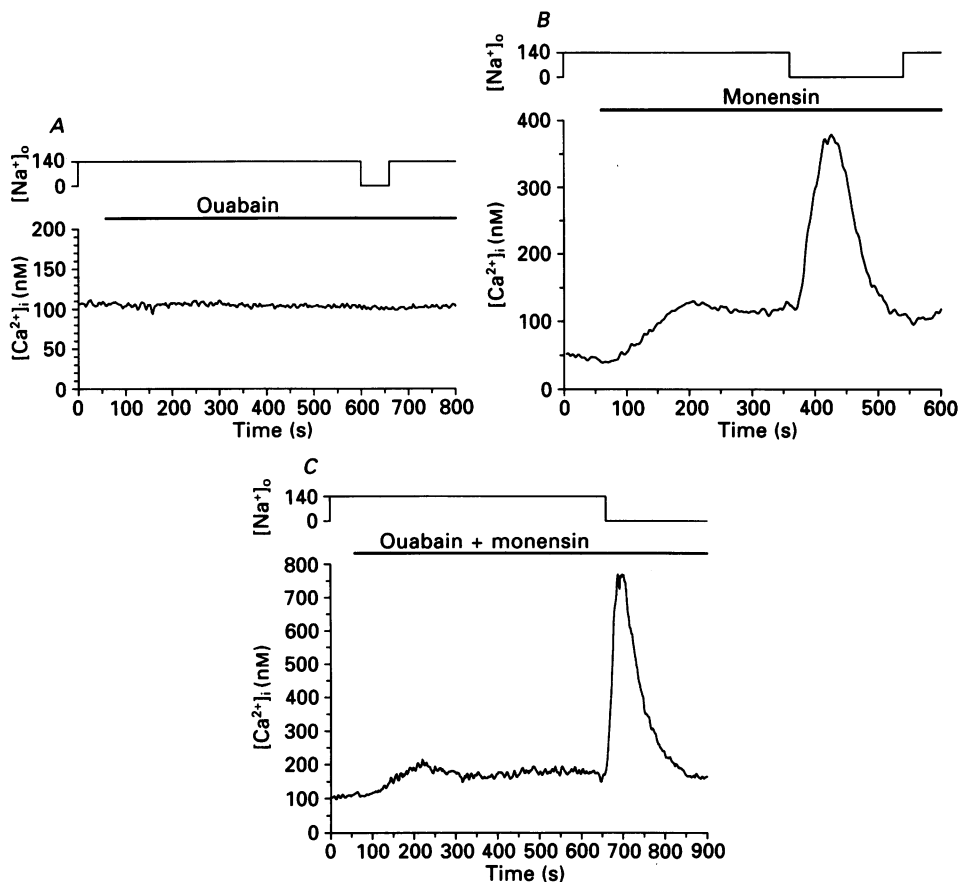 A
[Na⁺]ₒ
140
0
Ouabain
[Ca²⁺]ᵢ (nM)
200
150
100
50
0
0 100 200 300 400 500 600 700 800
Time (s)
B
[Na⁺]ₒ
140
0
Monensin
[Ca²⁺]ᵢ (nM)
400
300
200
100
0
0 100 200 300 400 500 600
Time (s)
C
[Na⁺]ₒ
140
0
Ouabain + monensin
[Ca²⁺]ᵢ (nM)
800
700
600
500
400
300
200
100
0
0 100 200 300 400 500 600 700 800 900
Time (s)